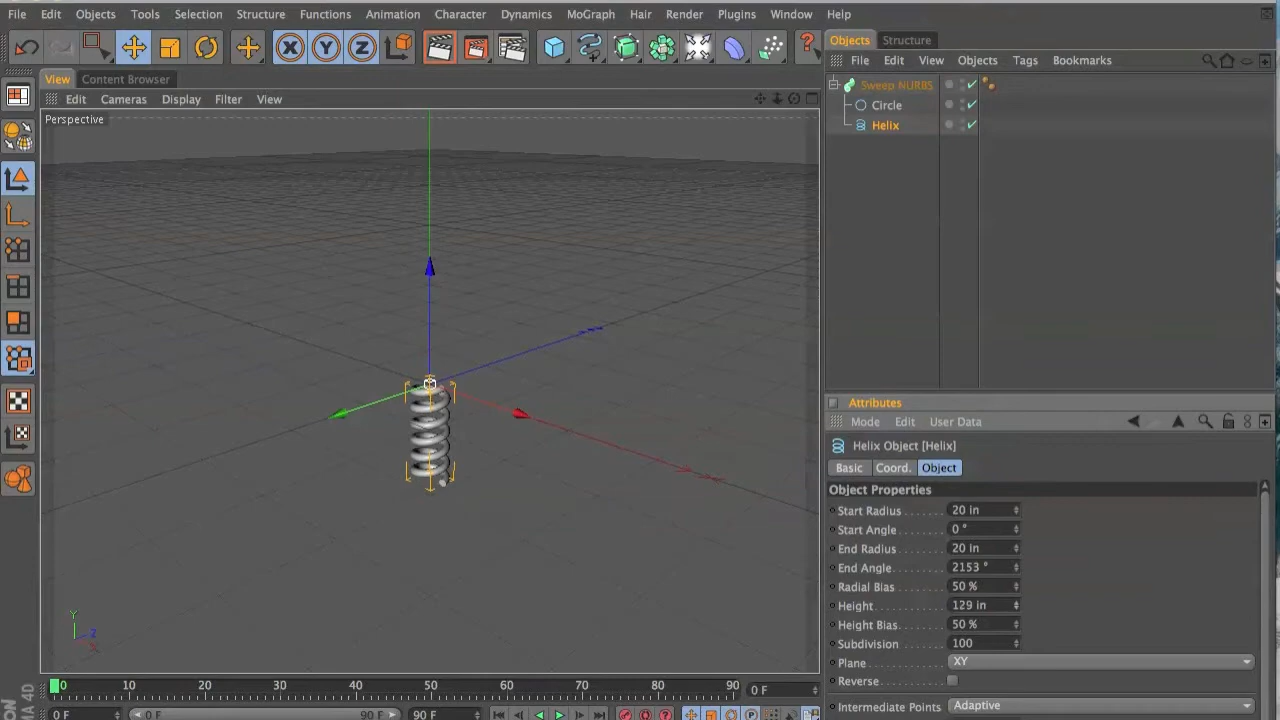 File Edit Objects Tools Selection Structure Functions Animation Character Dynamics MoGraph Hair Render Plugins Window Help
X Y Z
Objects Structure
File Edit View Objects Tags Bookmarks
View Content Browser
Edit Cameras Display Filter View
Perspective
Sweep NURBS
Circle
Helix
Attributes
Mode Edit User Data
Helix Object [Helix]
Basic Coord. Object
Object Properties
Start Radius 20 in
Start Angle 0 °
End Radius 20 in
End Angle 2153 °
Radial Bias 50 %
Height 129 in
Height Bias 50 %
Subdivision 100
Plane XY
Reverse
Intermediate Points Adaptive
Y
Z
X
0 10 20 30 40 50 60 70 80 90 0 F
0 F 0 F 90 F 90 F